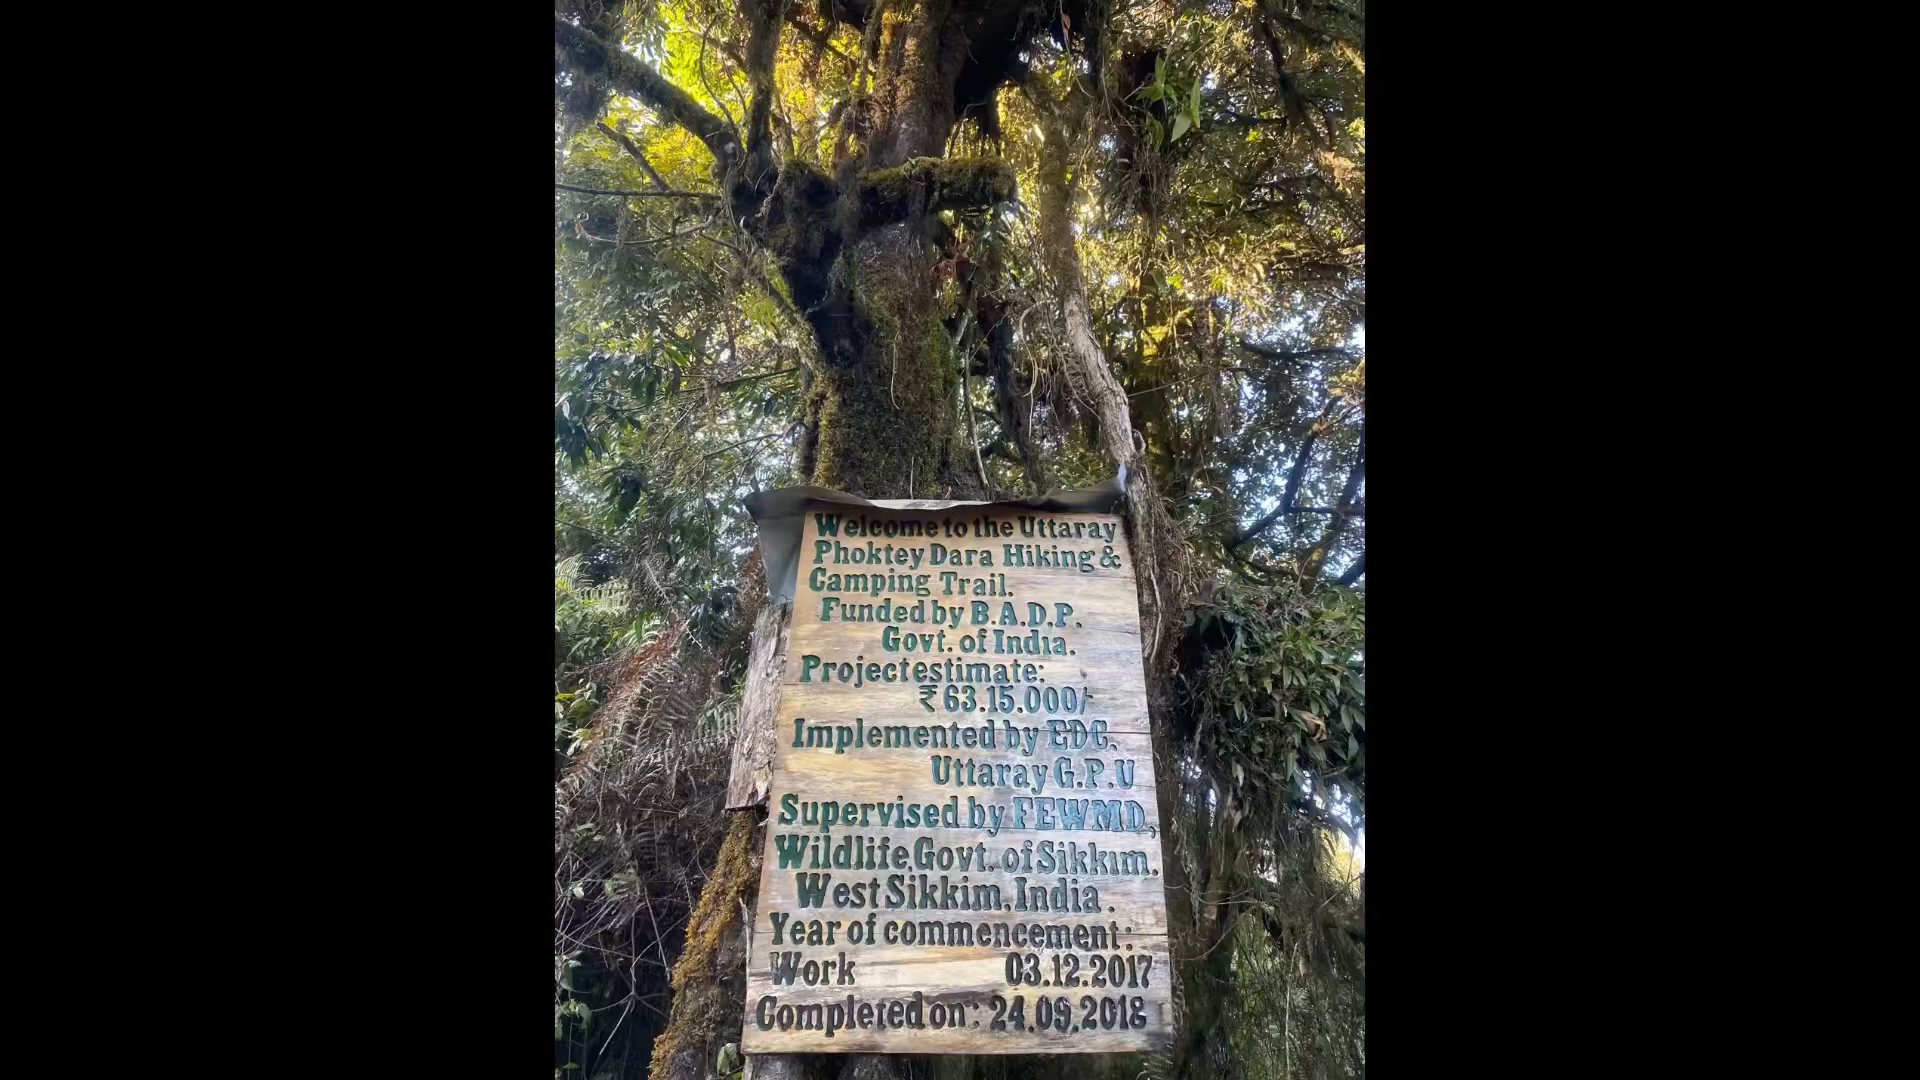 Welcome to the Uttaray
Phoktey Dara Hiking &
Camping Trail.
Funded by B.A.D.P.
Govt. of India.
Project estimate:
₹ 63.15.000/-
Implemented by EDC.
Uttaray G.P.U
Supervised by FEWMD,
Wildlife, Govt. of Sikkim.
West Sikkim, India.
Year of commencement:
Work 03.12.2017
Completed on: 24.09.2018